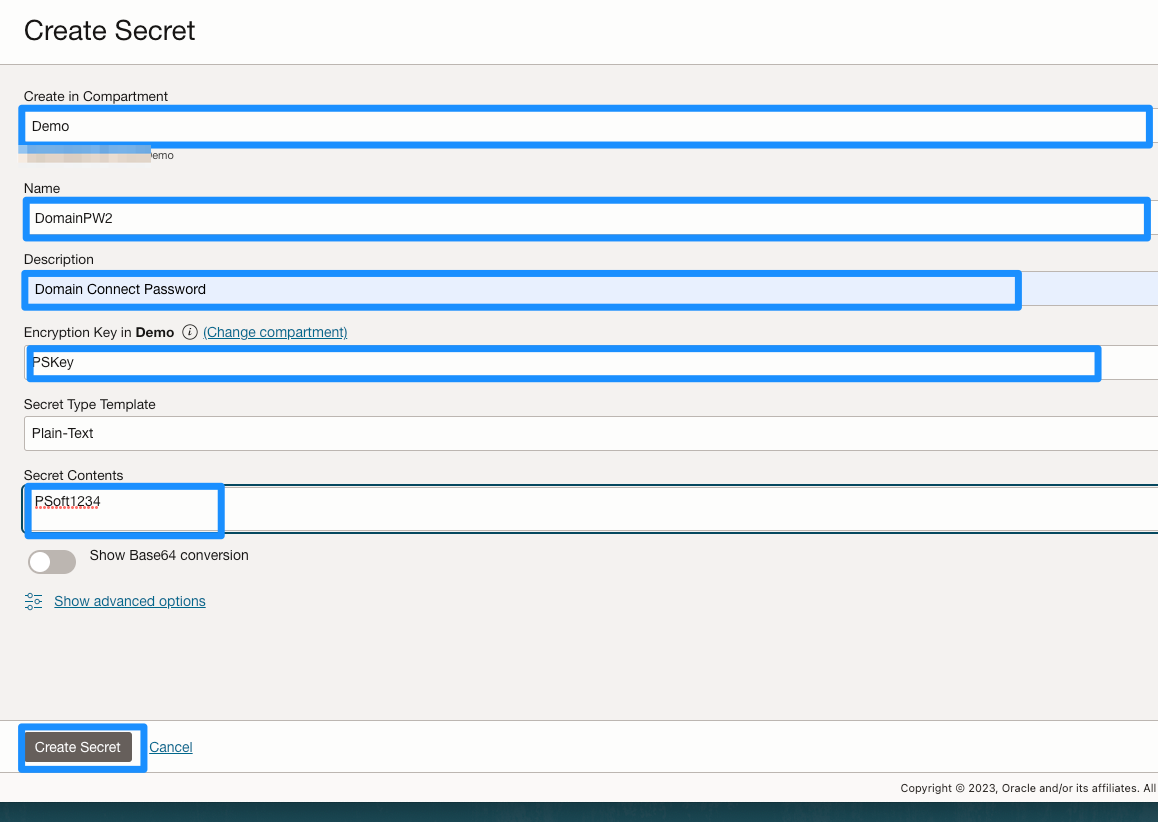 Create Secret
Create in Compartment
Demo
Name
DomainPW2
Description
Domain Connect Password
Encryption Key in Demo (Change compartment)
PSKey
Secret Type Template
Plain-Text
Secret Contents
PSoft1234
Show Base64 conversion
Show advanced options
Create Secret Cancel
Copyright © 2023, Oracle and/or its affiliates. All